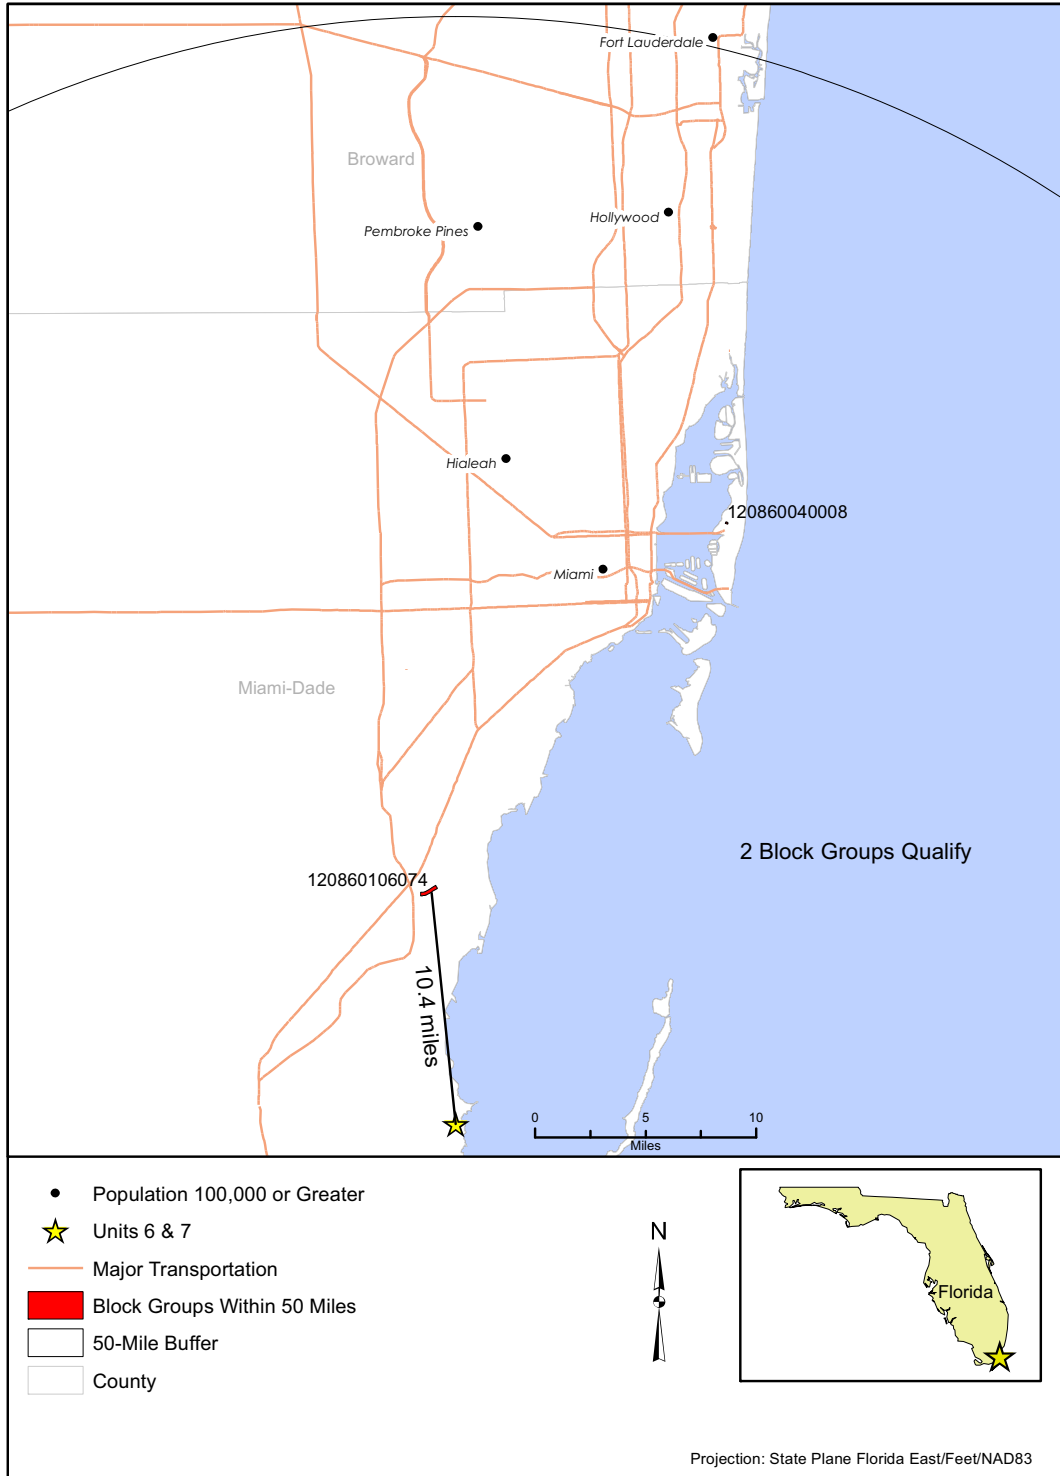 Fort Lauderdale
Broward
Hollywood
Pembroke Pines
Hialeah
120860040008
Miami
Miami-Dade
2 Block Groups Qualify
120860106074
10.4 miles
0 5 10
Miles
Population 100,000 or Greater
Units 6 & 7
Major Transportation
Block Groups Within 50 Miles
50-Mile Buffer
County
N
Florida
Projection: State Plane Florida East/Feet/NAD83